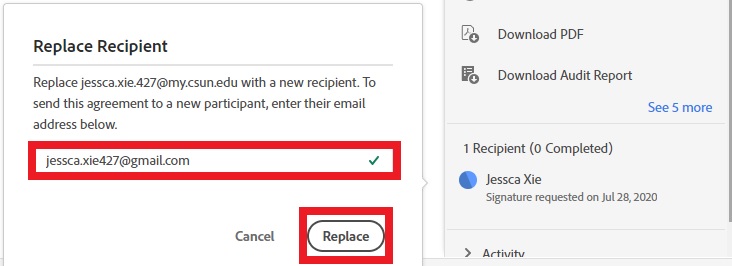 Replace Recipient
Replace jessca.xie.427@my.csun.edu with a new recipient. To
send this agreement to a new participant, enter their email
address below.
jessca.xie427@gmail.com
Cancel
Replace
Download PDF
Download Audit Report
See 5 more
1 Recipient (0 Completed)
Jessca Xie
Signature requested on Jul 28, 2020
Activity